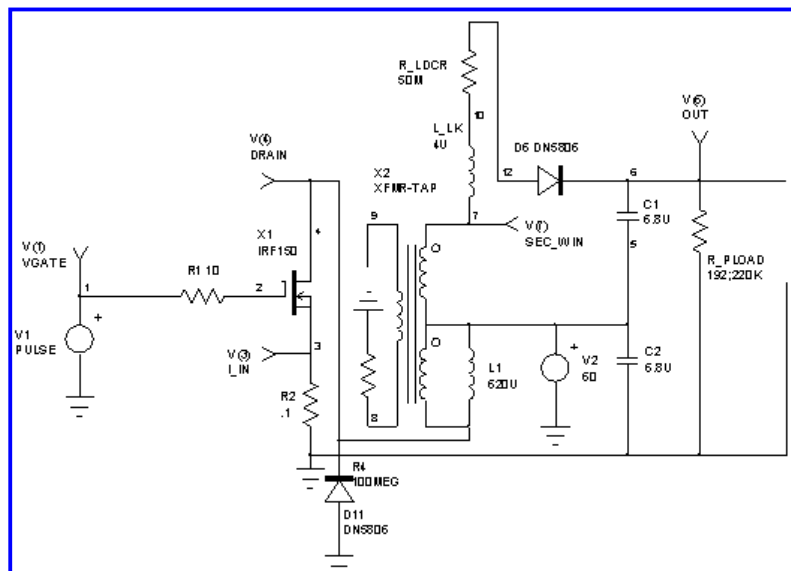 R_LDCR
50M
10
V(6)
OUT
L_LK
4U
D6 DN5806
V(4)
DRAIN
X2
XFMR-TAP
12
6
9
7
C1
6.8U
V(7)
SEC_WIN
X1
IRF150
4
5
V(1)
VGATE
R1 10
R_PLOAD
192;220K
1
2
V1
PULSE
3
V(3)
I_IN
L1
620U
V2
60
C2
6.8U
R2
.1
8
R4
100MEG
D11
DN5806